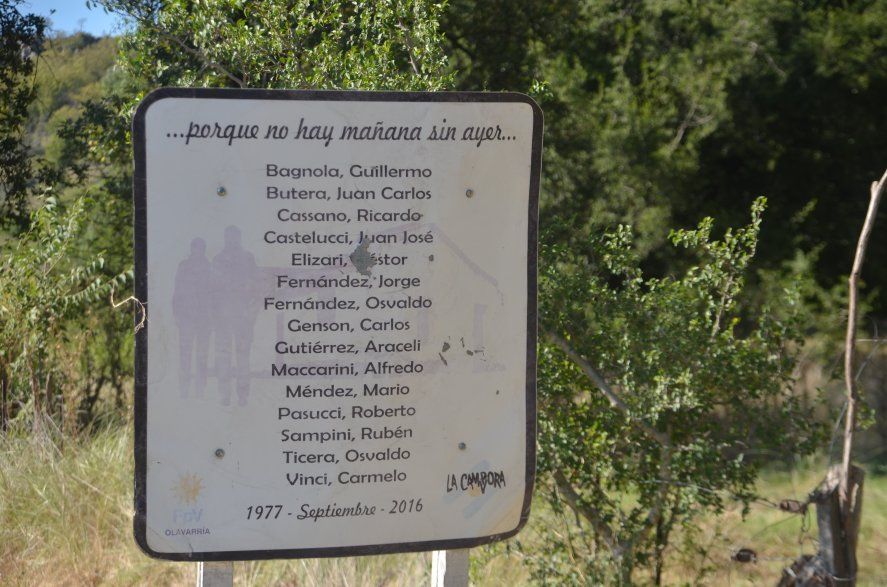 ...porque no hay mañana sin ayer...
Bagnola, Guillermo
Butera, Juan Carlos
Cassano, Ricardo
Castelucci, Juan José
Elizari, Néstor
Fernández, Jorge
Fernández, Osvaldo
Genson, Carlos
Gutiérrez, Araceli
Maccarini, Alfredo
Méndez, Mario
Pasucci, Roberto
Sampini, Rubén
Ticera, Osvaldo
Vinci, Carmelo
LA CAMPORA
FpV
OLAVARRÍA
1977 - Septiembre - 2016